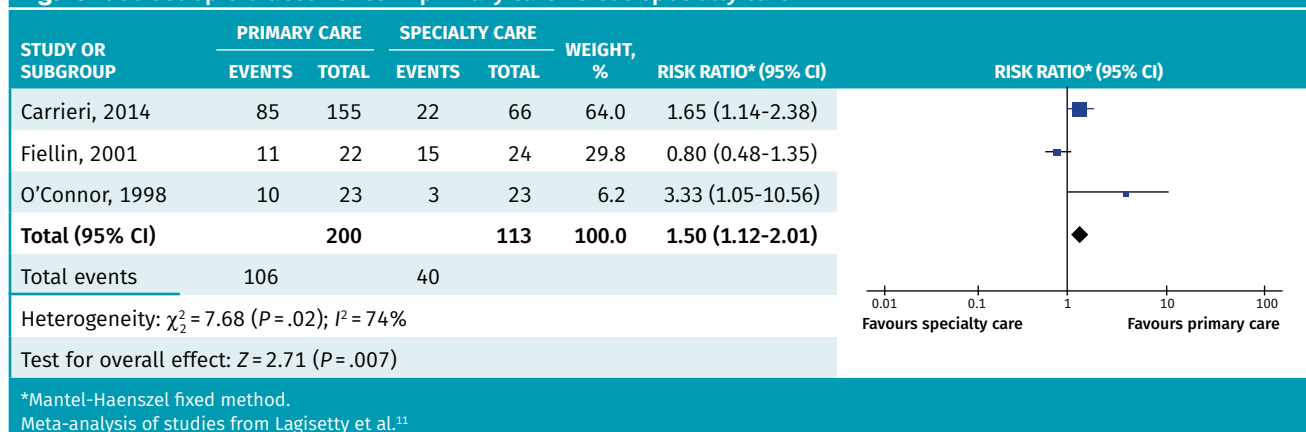 STUDY OR SUBGROUP PRIMARY CARE SPECIALTY CARE WEIGHT, % RISK RATIO* (95% CI) RISK RATIO* (95% CI)
EVENTS TOTAL EVENTS TOTAL
Carrieri, 2014 85 155 22 66 64.0 1.65 (1.14-2.38)
Fiellin, 2001 11 22 15 24 29.8 0.80 (0.48-1.35)
O’Connor, 1998 10 23 3 23 6.2 3.33 (1.05-10.56)
Total (95% CI) 200 113 100.0 1.50 (1.12-2.01)
Total events 106 40
Heterogeneity: χ²₂ = 7.68 (P = .02); I² = 74%
Test for overall effect: Z = 2.71 (P = .007)
0.01 0.1 1 10 100
Favours specialty care Favours primary care
*Mantel-Haenszel fixed method.
Meta-analysis of studies from Lagisetty et al.¹¹